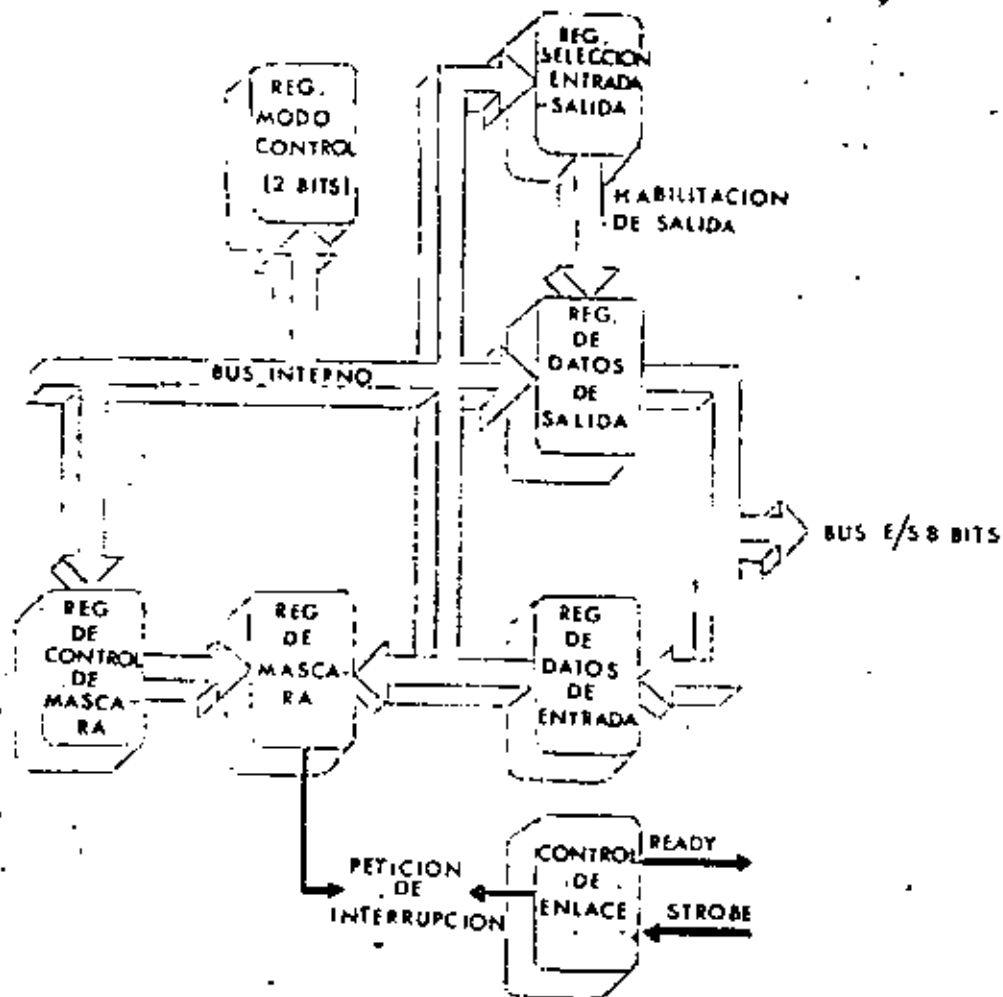 REG.
SELECCION
ENTRADA
SALIDA
REG.
MODO
CONTROL
(2 BITS)
HABILITACION
DE SALIDA
REG.
DE
DATOS
DE
SALIDA
BUS INTERNO
BUS E/S 8 BITS
REG
DE
CONTROL
DE
MASCA-
RA
REG
DE
MASCA-
RA
REG
DE
DATOS
DE
ENTRADA
CONTROL
DE
ENLACE
READY
STROBE
PETICION
DE
INTERRUPCION